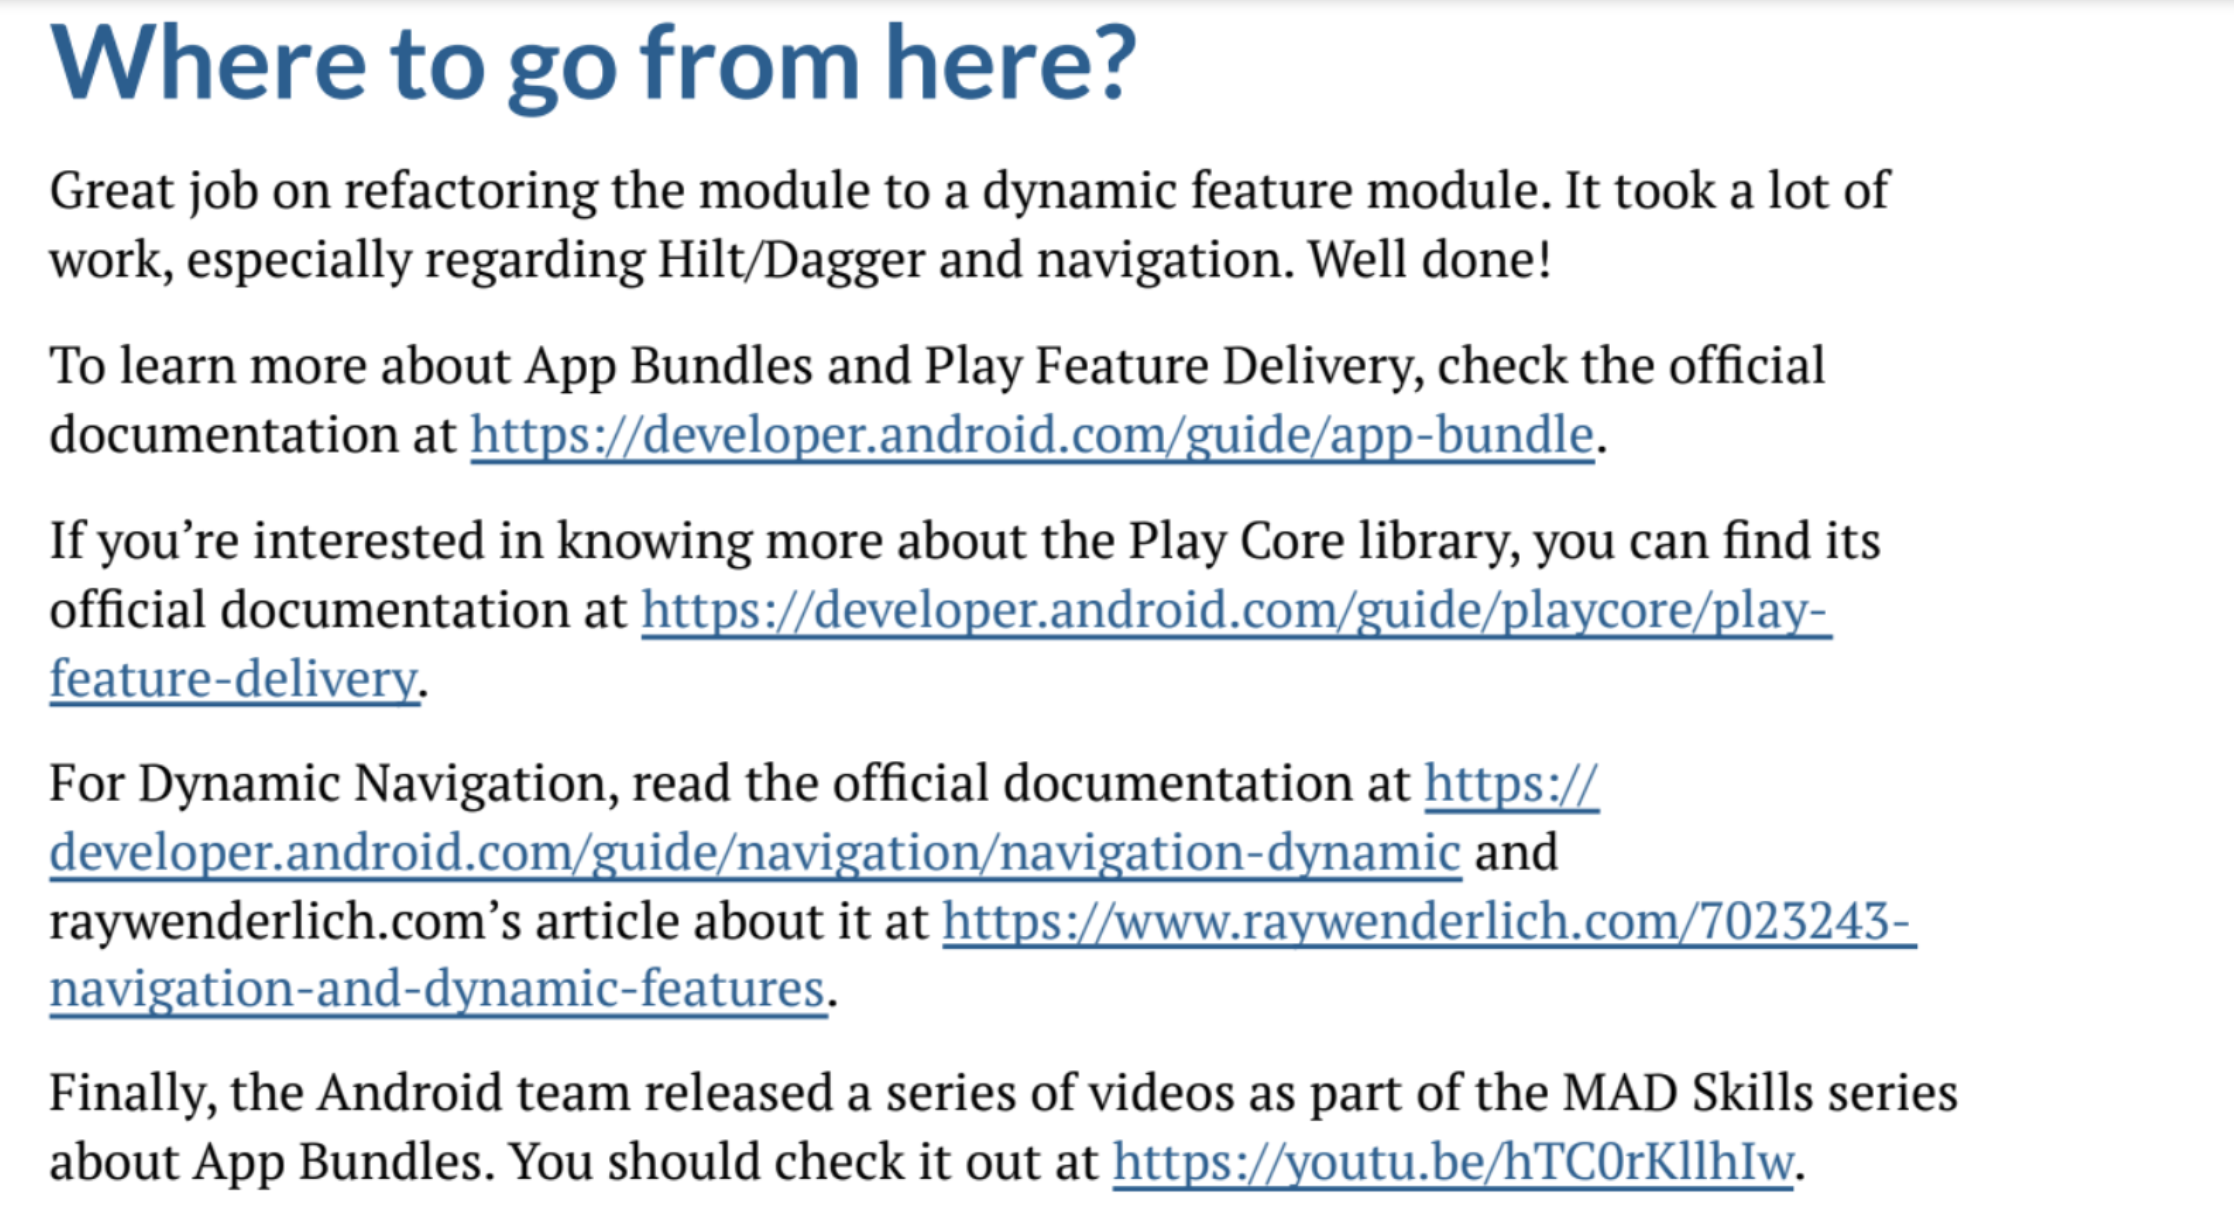 Where to go from here?
Great job on refactoring the module to a dynamic feature module. It took a lot of
work, especially regarding Hilt/Dagger and navigation. Well done!
To learn more about App Bundles and Play Feature Delivery, check the official
documentation at https://developer.android.com/guide/app-bundle.
If you’re interested in knowing more about the Play Core library, you can find its
official documentation at https://developer.android.com/guide/playcore/play-
feature-delivery.
For Dynamic Navigation, read the official documentation at https://
developer.android.com/guide/navigation/navigation-dynamic and
raywenderlich.com’s article about it at https://www.raywenderlich.com/7023243-
navigation-and-dynamic-features.
Finally, the Android team released a series of videos as part of the MAD Skills series
about App Bundles. You should check it out at https://youtu.be/hTC0rKllhIw.